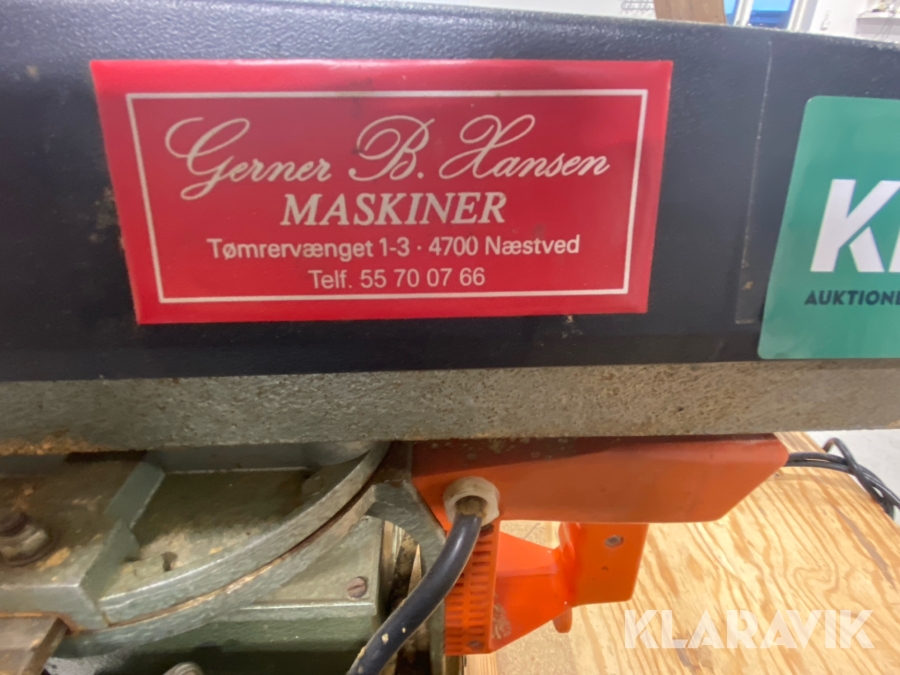 Gerner B. Hansen
MASKINER
Tømrervænget 1-3 · 4700 Næstved
Telf. 55 70 07 66
KLARAVIK